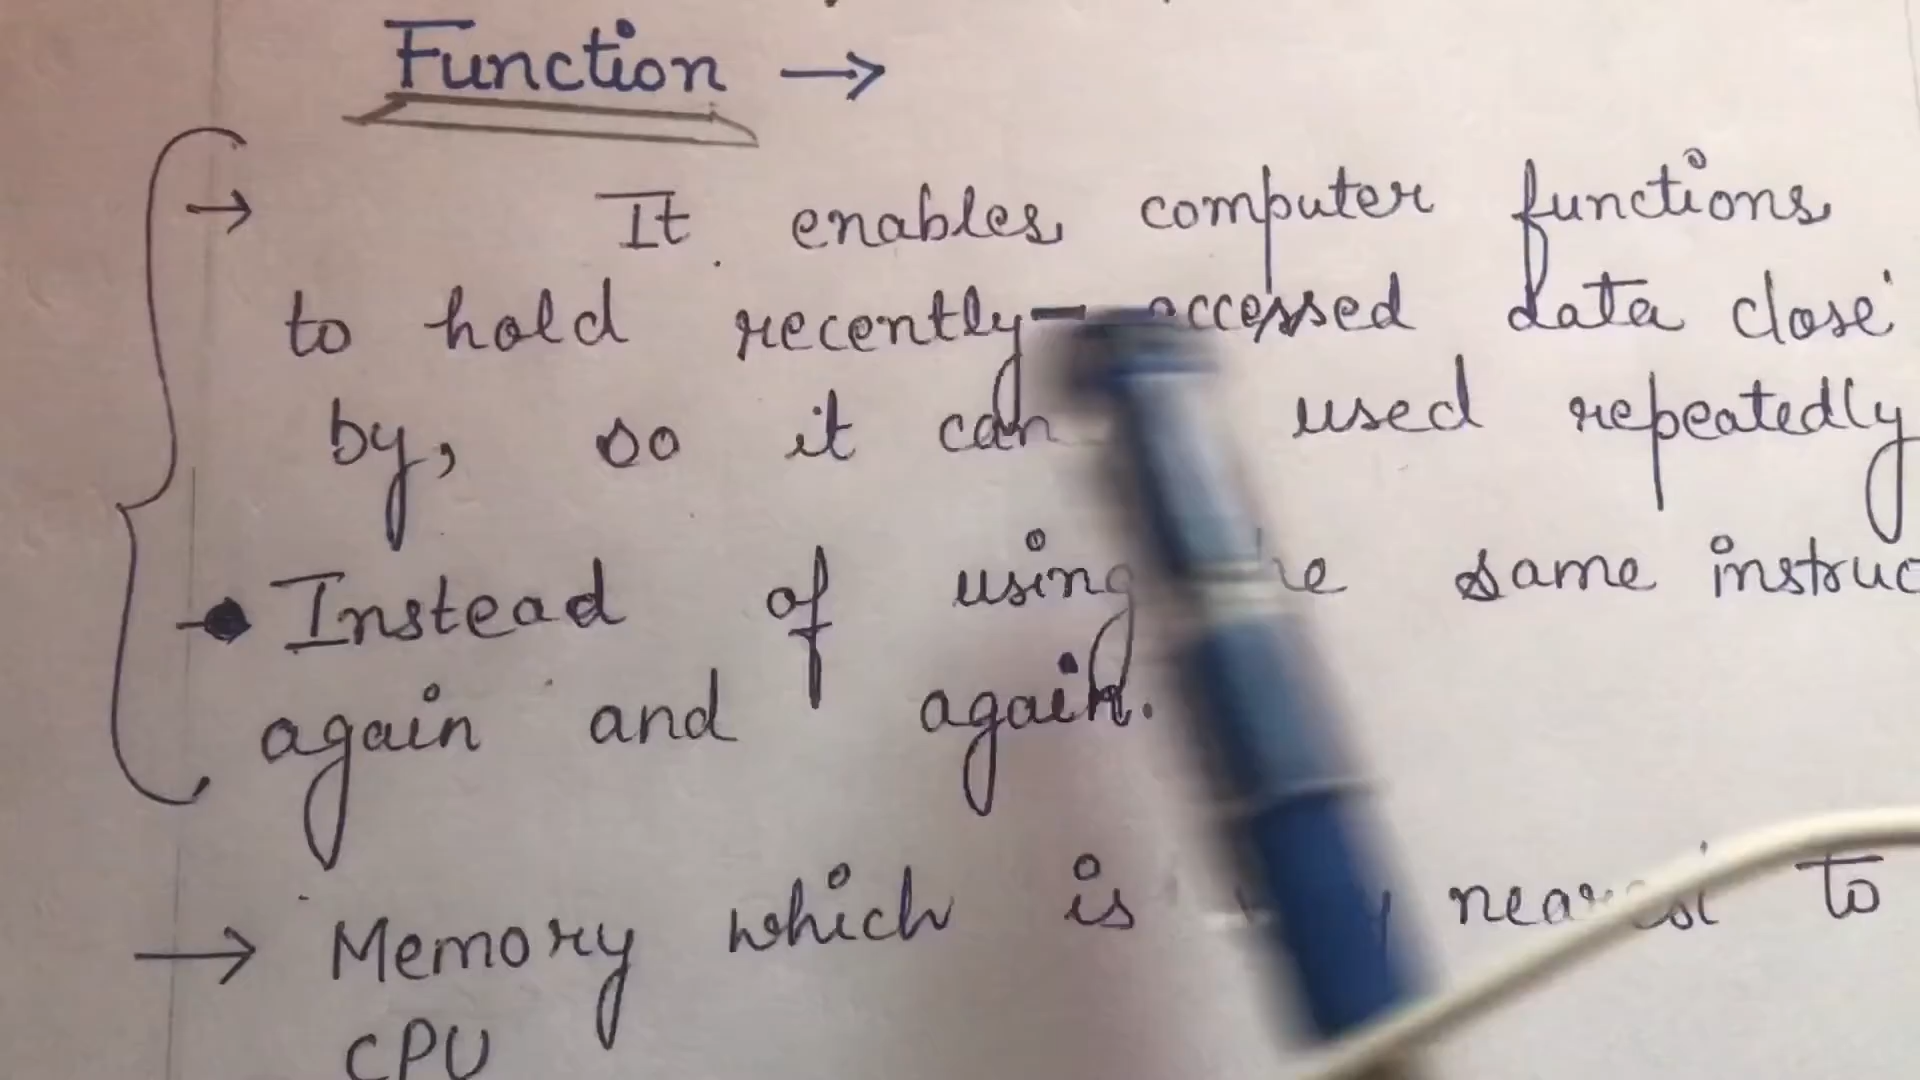 Function →
→ It enables computer functions
to hold recently- accessed data close
by, so it can used repeatedly
Instead of using same instruc
again and again.
→ Memory which is nearest to
CPU